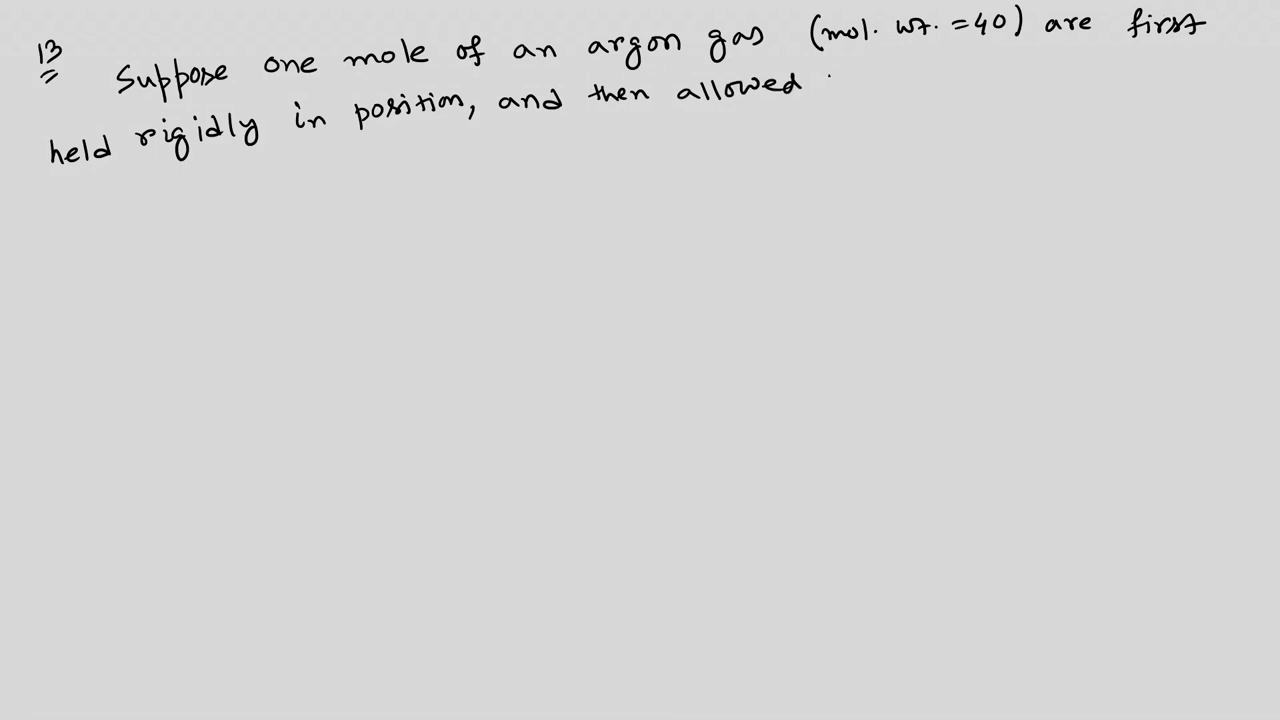 13 Suppose one mole of an argon gas (mol. wt. = 40) are first
held rigidly in position, and then allowed